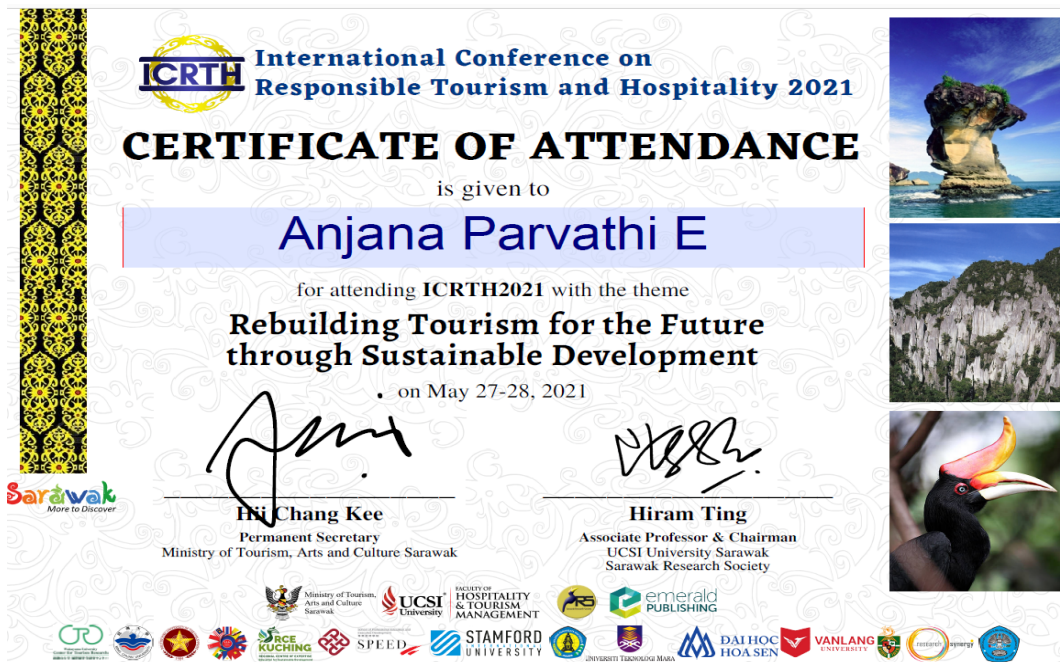 ICRTH
International Conference on
Responsible Tourism and Hospitality 2021
CERTIFICATE OF ATTENDANCE
is given to
Anjana Parvathi E
for attending ICRTH2021 with the theme
Rebuilding Tourism for the Future
through Sustainable Development
on May 27-28, 2021
Sarawak
More to Discover
Hii Chang Kee
Permanent Secretary
Ministry of Tourism, Arts and Culture Sarawak
Hiram Ting
Associate Professor & Chairman
UCSI University Sarawak
Sarawak Research Society
Ministry of Tourism,
Arts and Culture
Sarawak
UCSI
University
FACULTY OF
HOSPITALITY
& TOURISM
MANAGEMENT
emerald
PUBLISHING
RCE
KUCHING
SPEED
STAMFORD
INTERNATIONAL
UNIVERSITY
UNIVERSITI TEKNOLOGI MARA
DAI HOC
HOA SEN
VANLANG
UNIVERSITY
research synergy